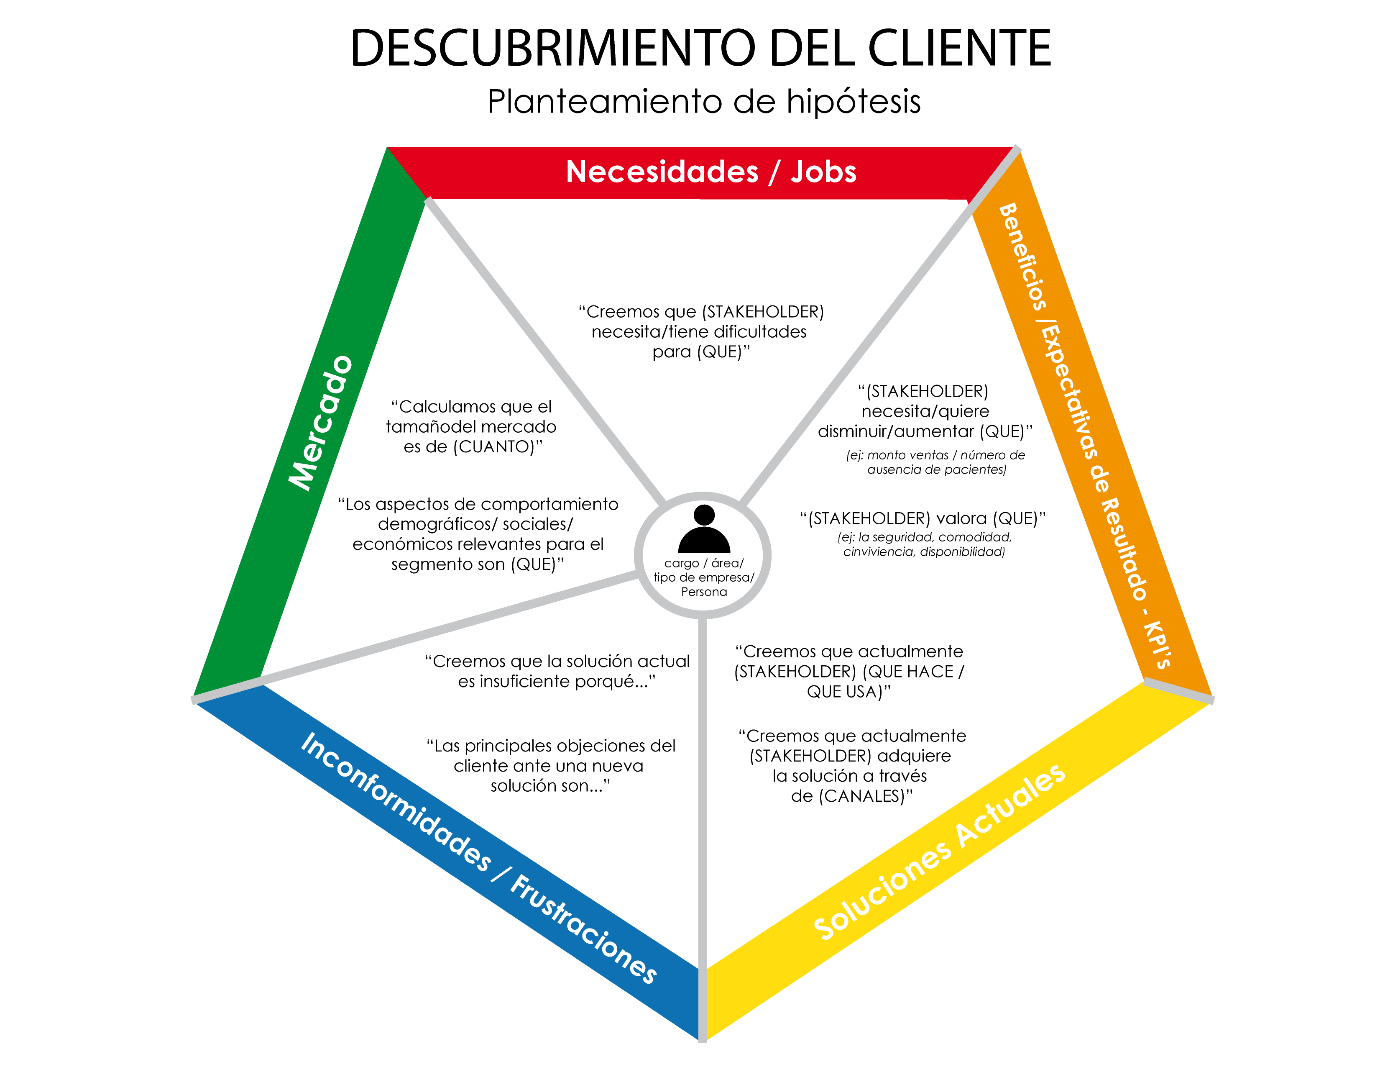 DESCUBRIMIENTO DEL CLIENTE
Planteamiento de hipótesis
Necesidades / Jobs
“Creemos que (STAKEHOLDER)
necesita/tiene dificultades
para (QUE)”
Beneficios /Expectativas de Resultado - KPI's
“(STAKEHOLDER)
necesita/quiere
disminuir/aumentar (QUE)”
(ej: monto ventas / número de
ausencia de pacientes)
“(STAKEHOLDER) valora (QUE)”
(ej: la seguridad, comodidad,
cinviviencia, disponibilidad)
Soluciones Actuales
“Creemos que actualmente
(STAKEHOLDER) (QUE HACE /
QUE USA)”
“Creemos que actualmente
(STAKEHOLDER) adquiere
la solución a través
de (CANALES)”
Inconformidades / Frustraciones
“Creemos que la solución actual
es insuficiente porqué...”
“Las principales objeciones del
cliente ante una nueva
solución son...”
Mercado
“Calculamos que el
tamañodel mercado
es de (CUANTO)”
“Los aspectos de comportamiento
demográficos/ sociales/
económicos relevantes para el
segmento son (QUE)”
cargo / área/
tipo de empresa/
Persona